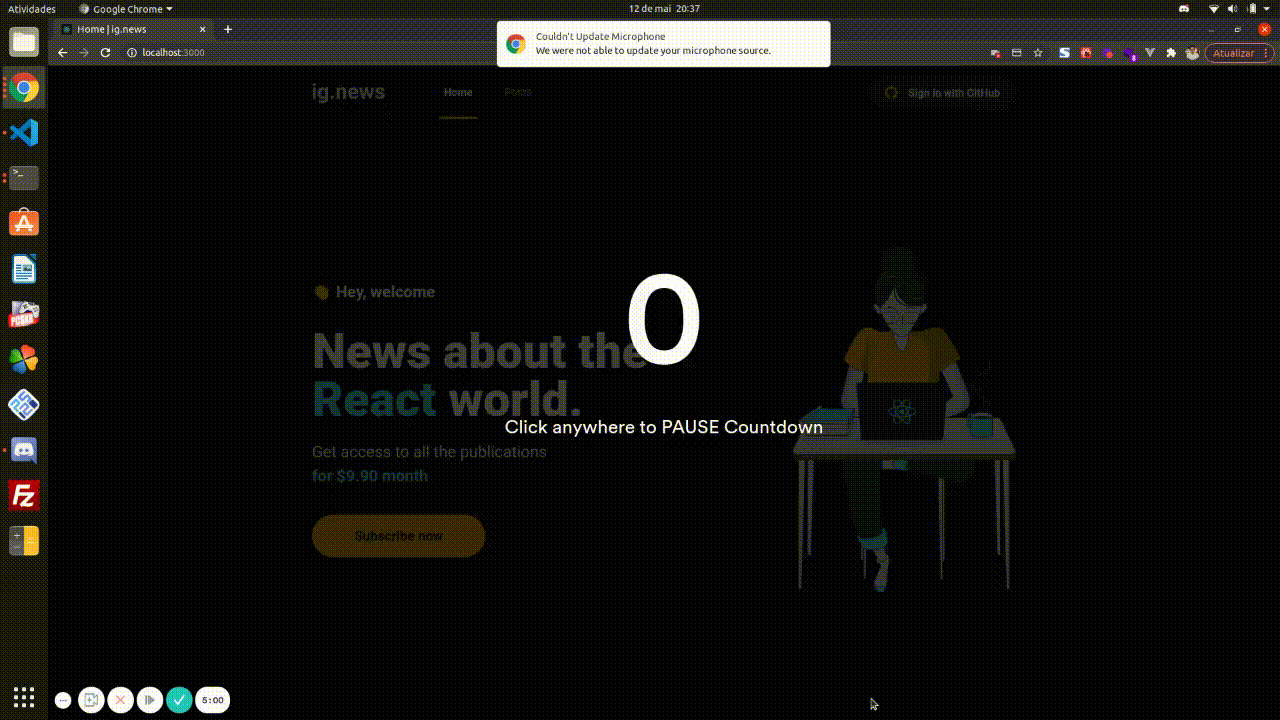 Atividades
Google Chrome
12 de mai 20:37
Home | ig.news
Couldn't Update Microphone
We were not able to update your microphone source.
localhost:3000
Atualizar
ig.news
Home
Posts
Sign in with GitHub
Hey, welcome
News about the
React world.
0
Click anywhere to PAUSE Countdown
Get access to all the publications
for $9.90 month
Subscribe now
5:00